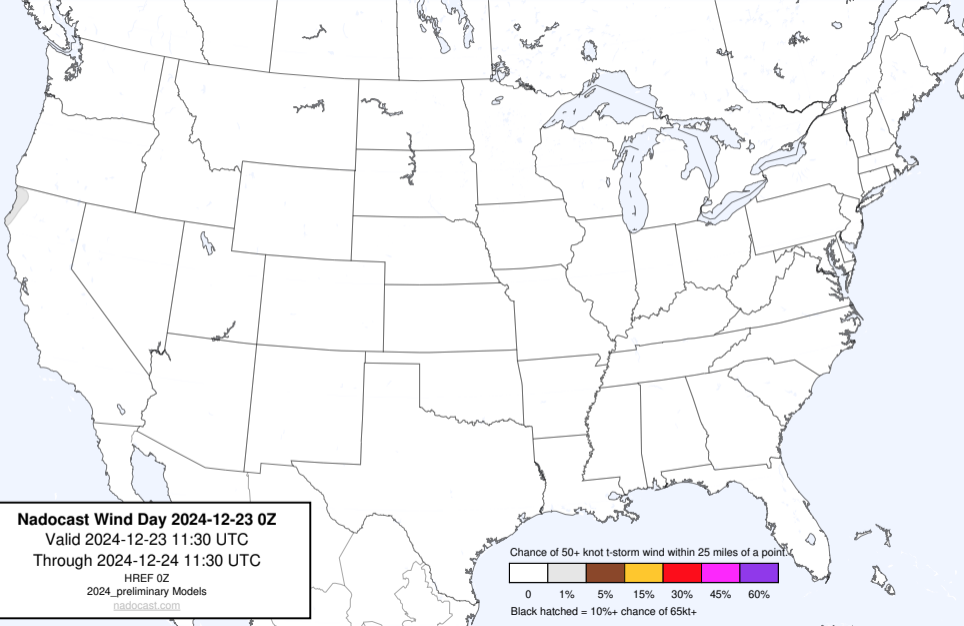 Nadocast Wind Day 2024-12-23 0Z
Valid 2024-12-23 11:30 UTC
Through 2024-12-24 11:30 UTC
HREF 0Z
2024_preliminary Models
nadocast.com
Chance of 50+ knot t-storm wind within 25 miles of a point.
0 1% 5% 15% 30% 45% 60%
Black hatched = 10%+ chance of 65kt+